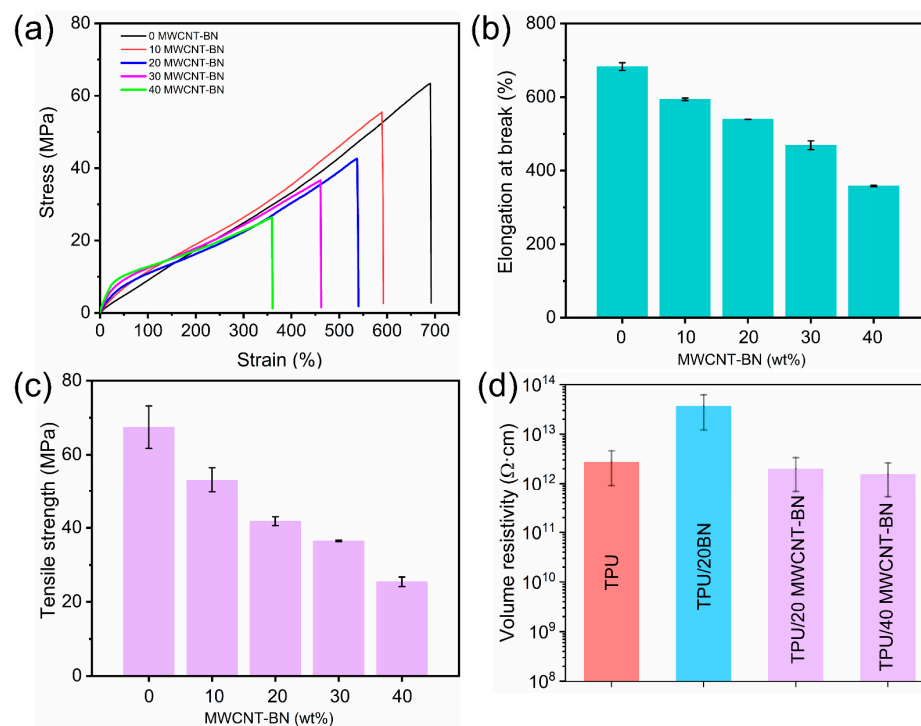 (a)
0 MWCNT-BN
10 MWCNT-BN
20 MWCNT-BN
30 MWCNT-BN
40 MWCNT-BN
Stress (MPa)
80
60
40
20
0
0 100 200 300 400 500 600 700
Strain (%)
(b)
Elongation at break (%)
800
600
400
200
0
0 10 20 30 40
MWCNT-BN (wt%)
(c)
Tensile strength (MPa)
80
60
40
20
0
0 10 20 30 40
MWCNT-BN (wt%)
(d)
Volume resistivity (Ω·cm)
10¹⁴
10¹³
10¹²
10¹¹
10¹⁰
10⁹
10⁸
TPU
TPU/20BN
TPU/20 MWCNT-BN
TPU/40 MWCNT-BN